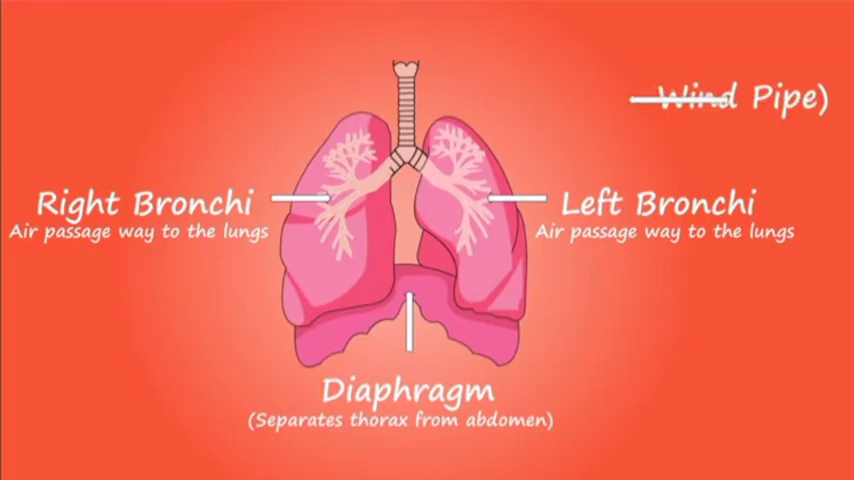 Wind Pipe)
Right Bronchi
Air passage way to the lungs
Left Bronchi
Air passage way to the lungs
Diaphragm
(Separates thorax from abdomen)